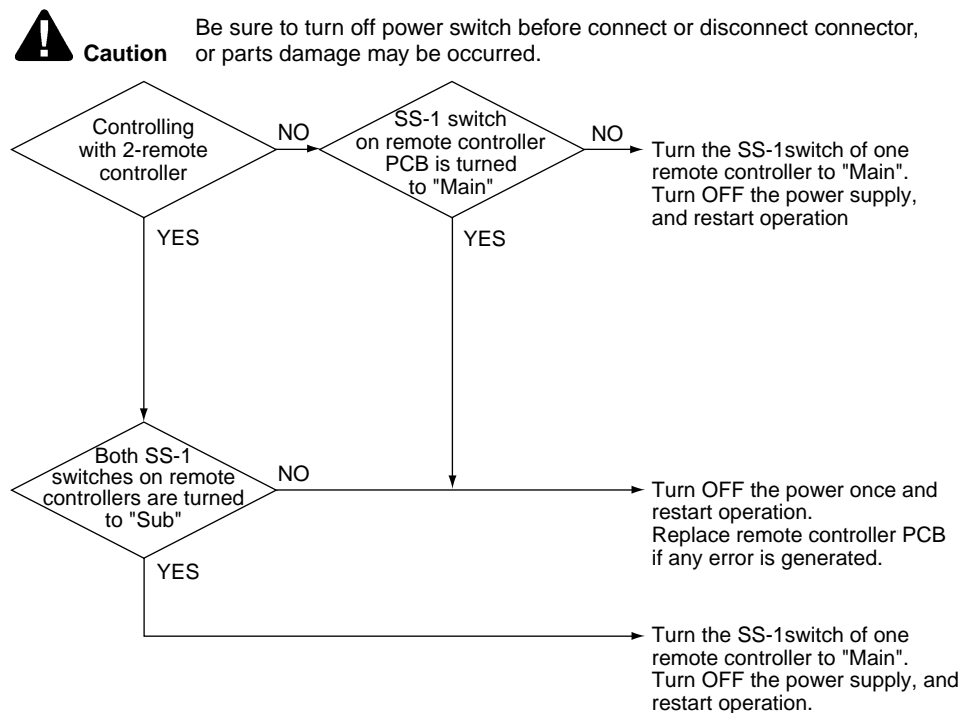 Be sure to turn off power switch before connect or disconnect connector,
Caution or parts damage may be occurred.
Controlling
with 2-remote
controller
NO
SS-1 switch
on remote controller
PCB is turned
to "Main"
NO
Turn the SS-1switch of one
remote controller to "Main".
Turn OFF the power supply,
and restart operation
YES
YES
Both SS-1
switches on remote
controllers are turned
to "Sub"
NO
Turn OFF the power once and
restart operation.
Replace remote controller PCB
if any error is generated.
YES
Turn the SS-1switch of one
remote controller to "Main".
Turn OFF the power supply, and
restart operation.